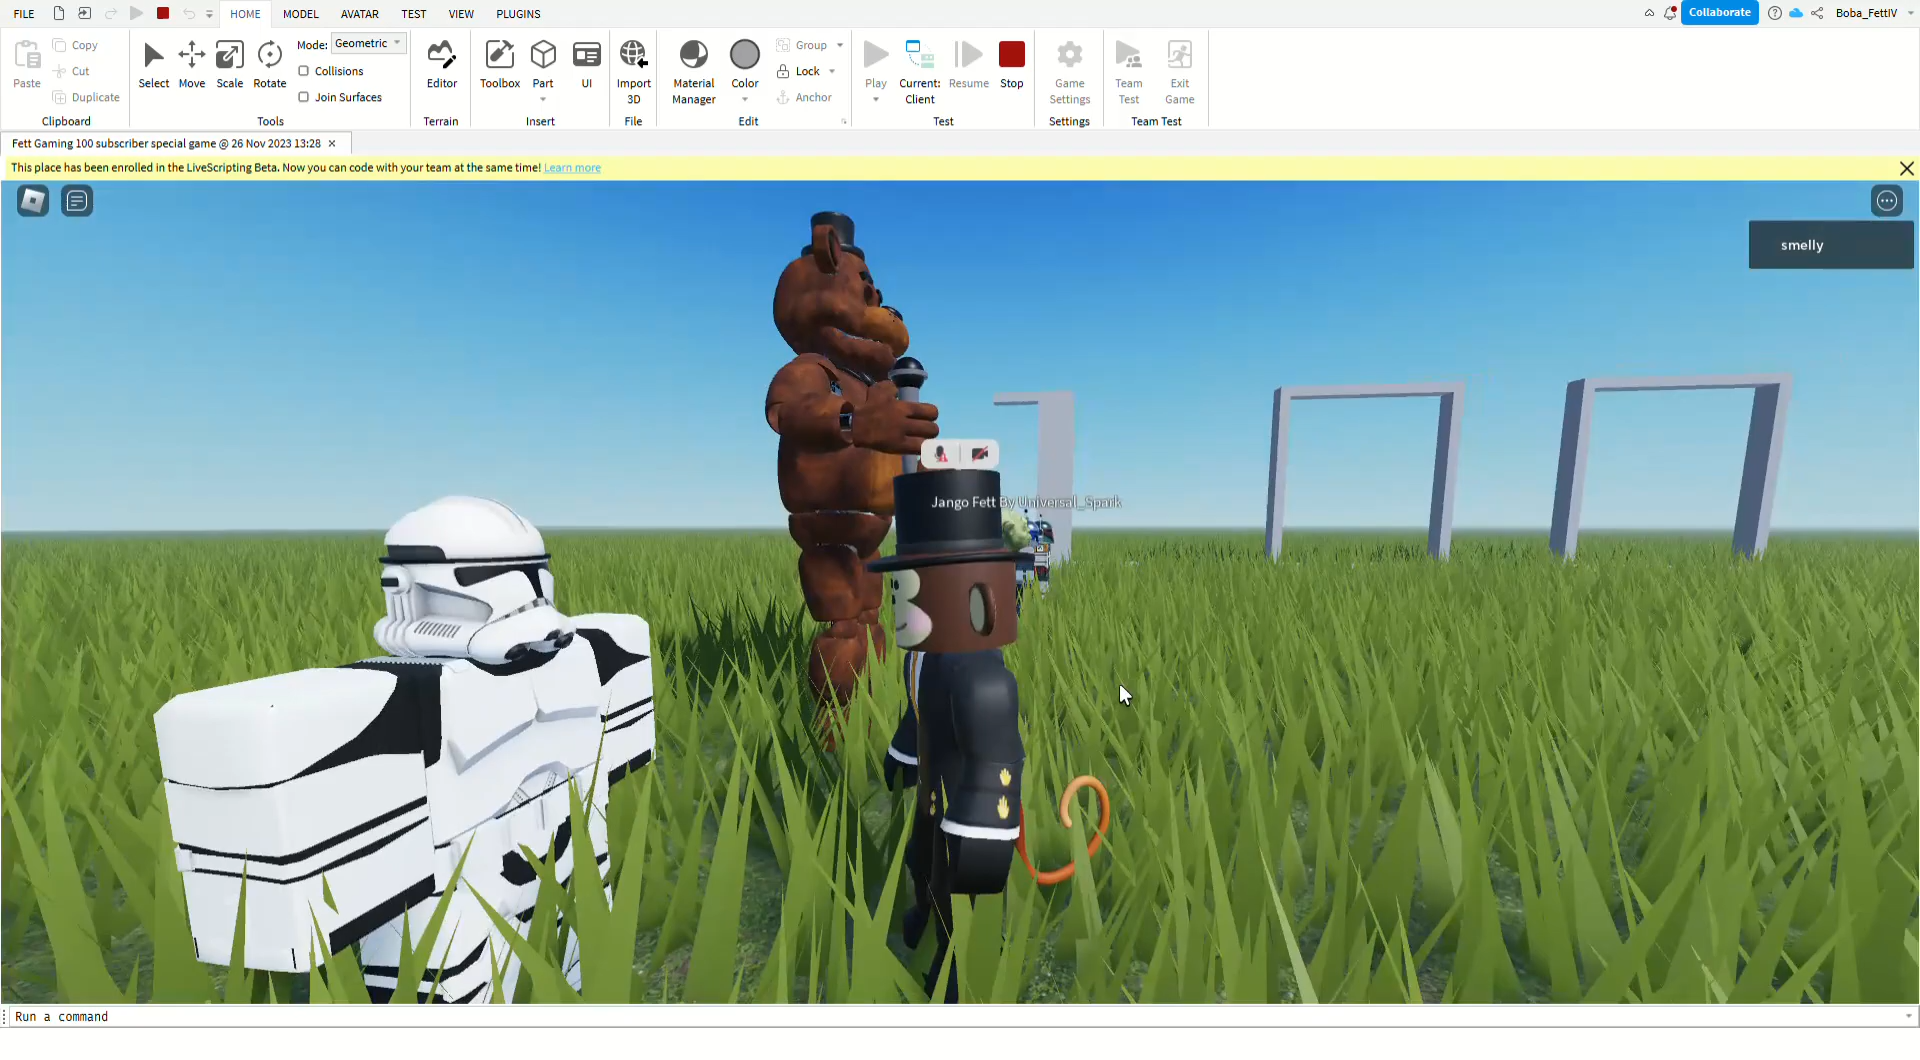 FILE HOME MODEL AVATAR TEST VIEW PLUGINS Collaborate Boba_FettIV
Paste
Copy
Cut
Duplicate
Clipboard
Select Move Scale Rotate
Mode: Geometric
Collisions
Join Surfaces
Tools
Editor
Terrain
Toolbox Part UI
Insert
Import
3D
File
Material
Manager
Color
Group
Lock
Anchor
Edit
Play
Current:
Client
Resume Stop
Test
Game
Settings
Settings
Team
Test
Exit
Game
Team Test
Fett Gaming 100 subscriber special game @ 26 Nov 2023 13:28
This place has been enrolled in the LiveScripting Beta. Now you can code with your team at the same time! Learn more
smelly
Jango Fett By Universal_Spark
Run a command